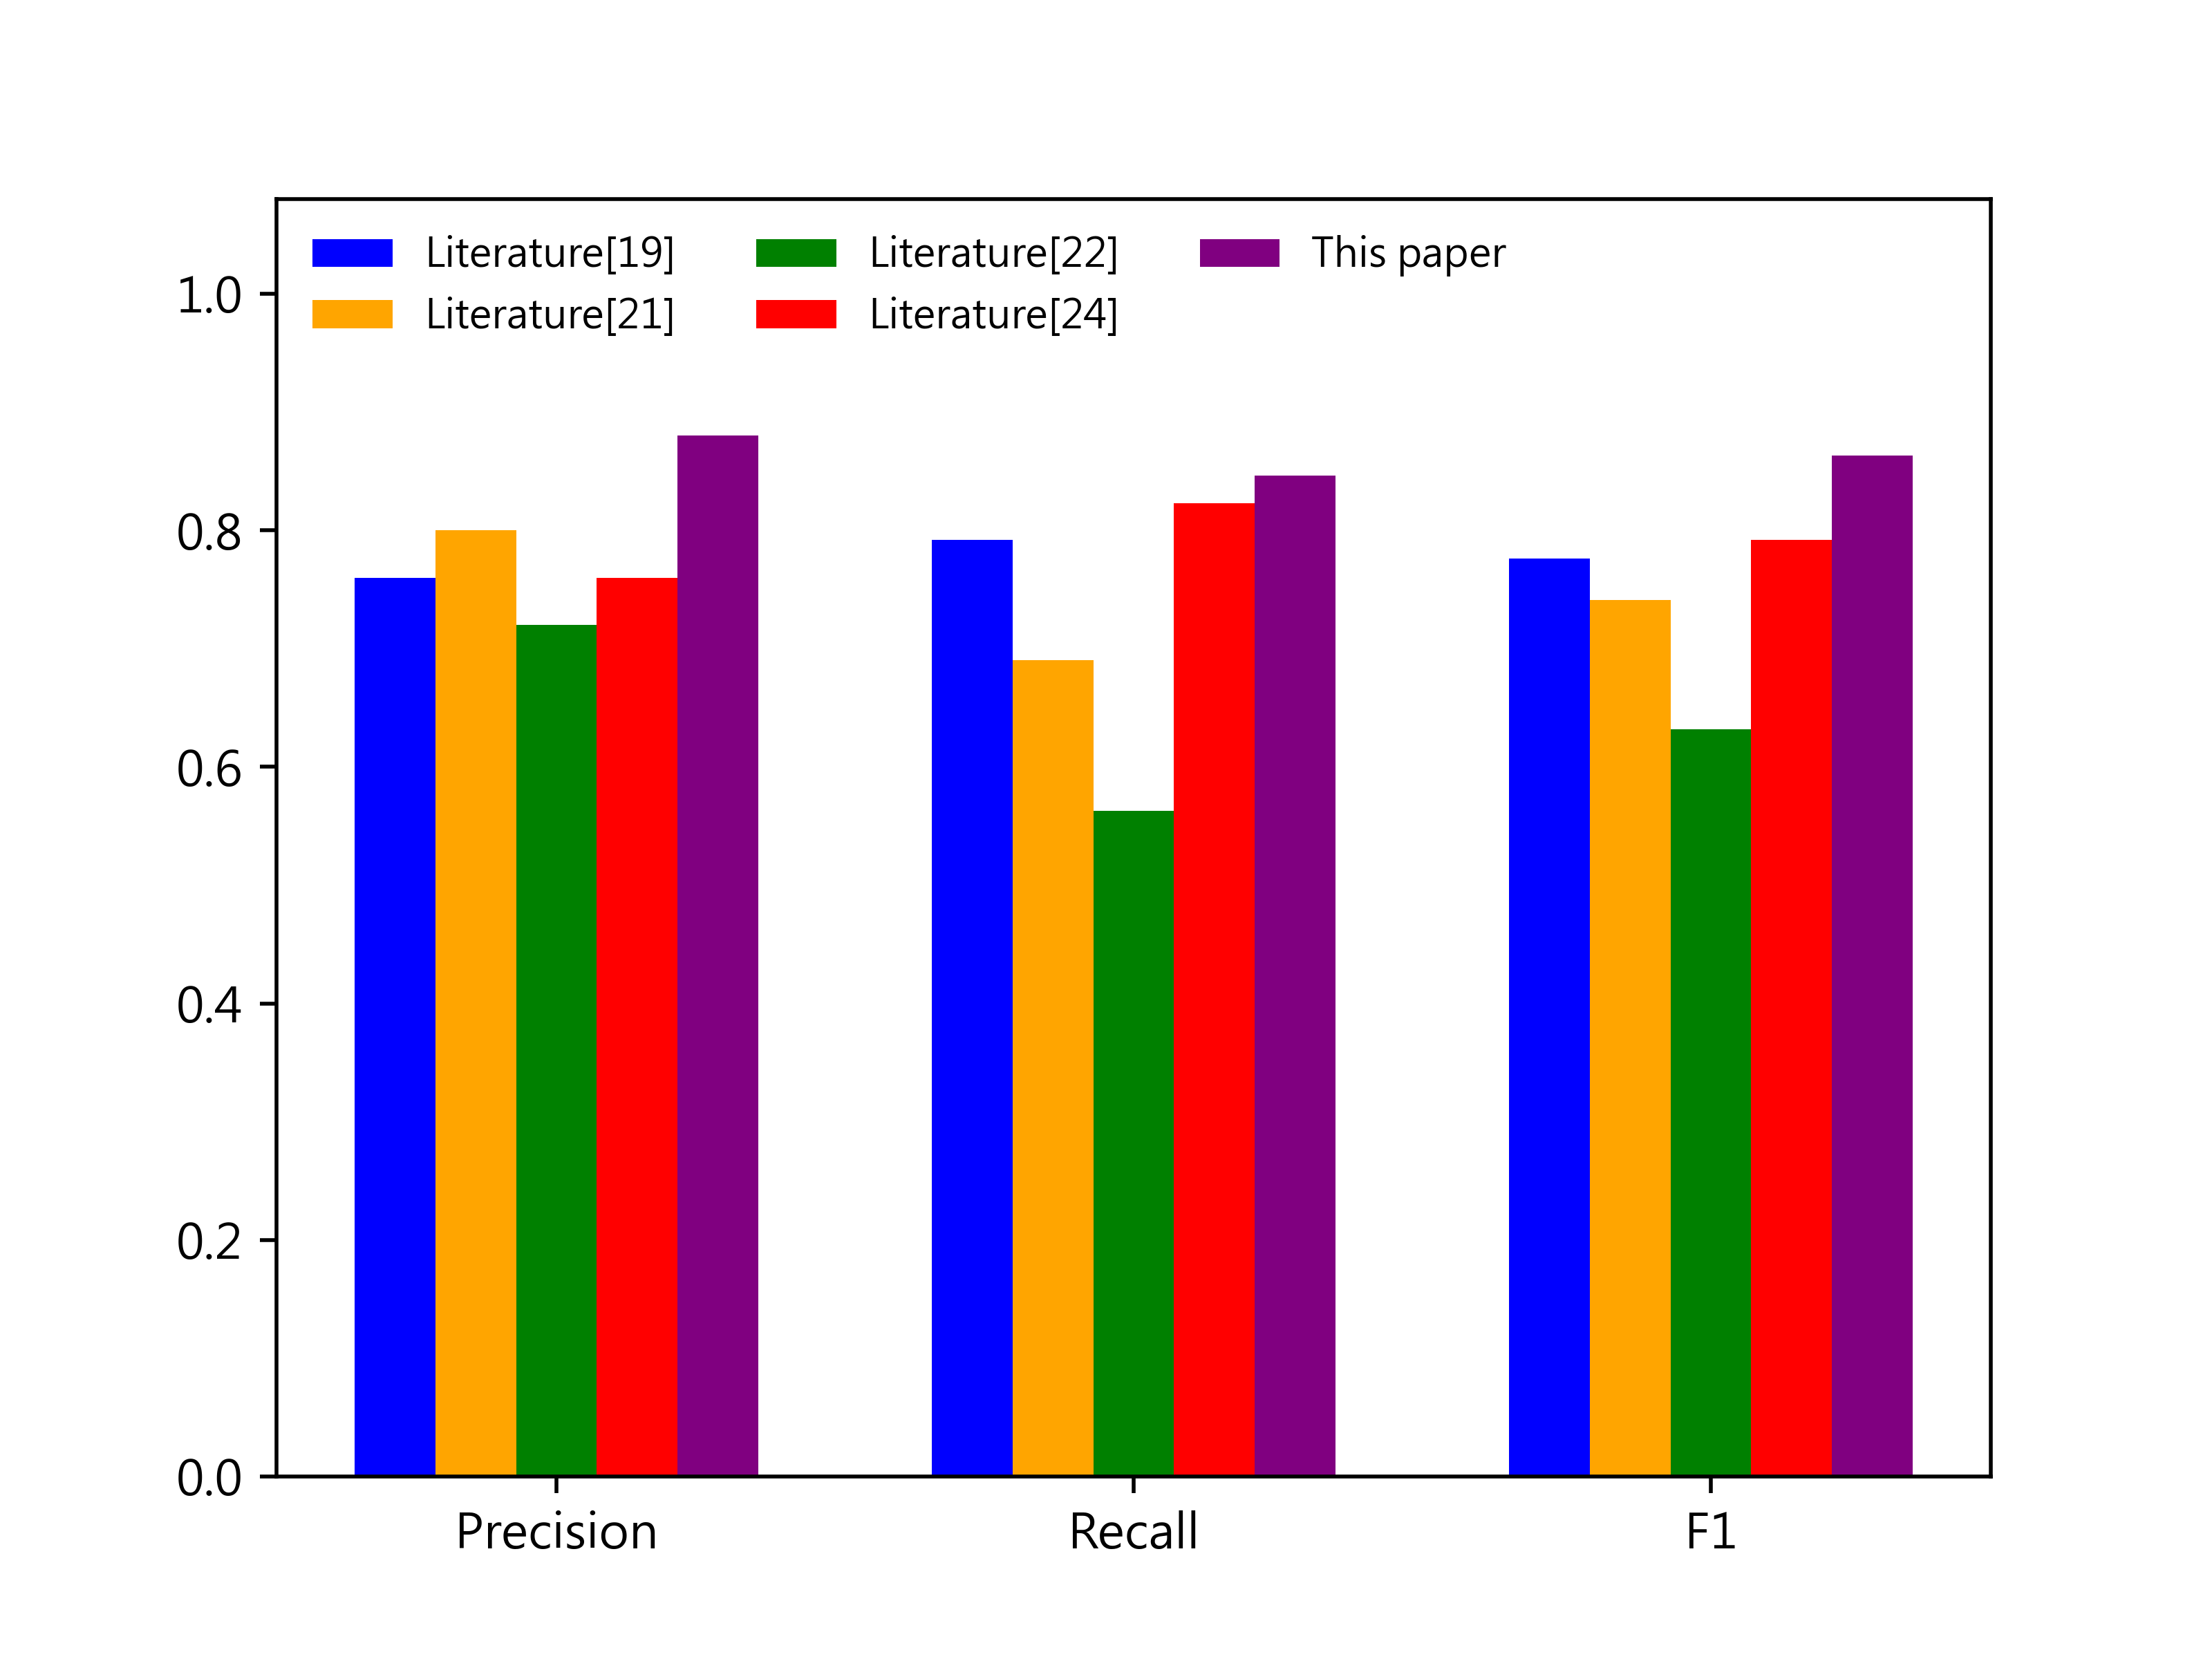 Literature[19] Literature[22] This paper
Literature[21] Literature[24]
1.0
0.8
0.6
0.4
0.2
0.0
Precision Recall F1